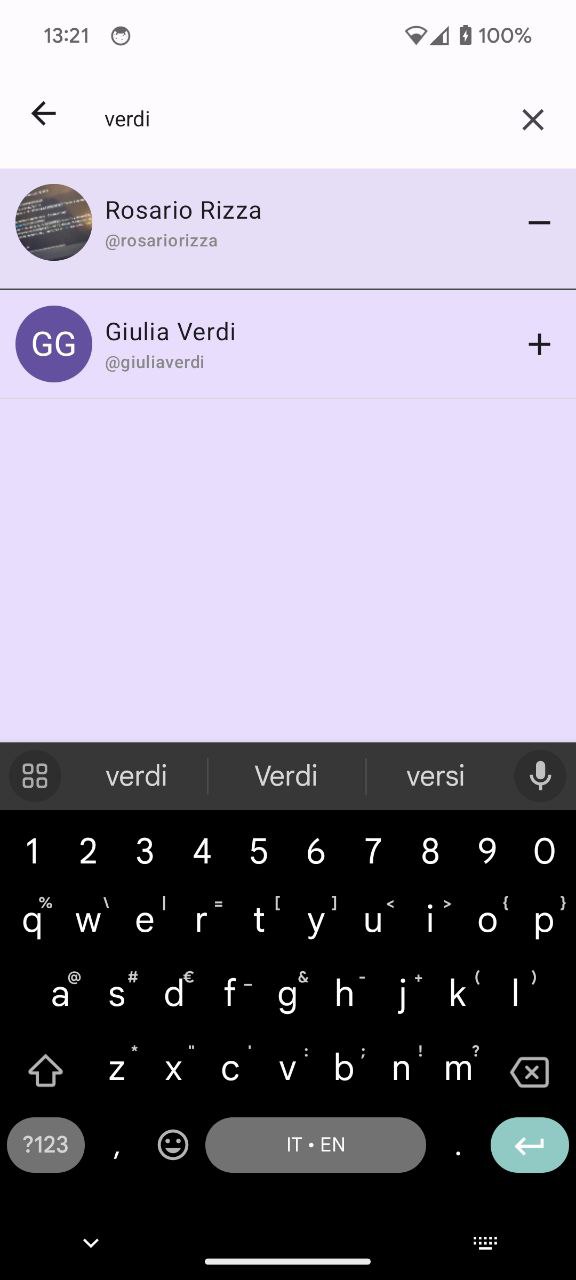 13:21 100%
verdi
Rosario Rizza
@rosariorizza
GG
Giulia Verdi
@giuliaverdi
verdi Verdi versi
1 2 3 4 5 6 7 8 9 0
q% w\ e| r= t[ y] u< i> o{ p}
a@ s# d€ f_ g& h- j+ k( l)
z* x" c' v: b; n! m?
?123 , IT • EN .